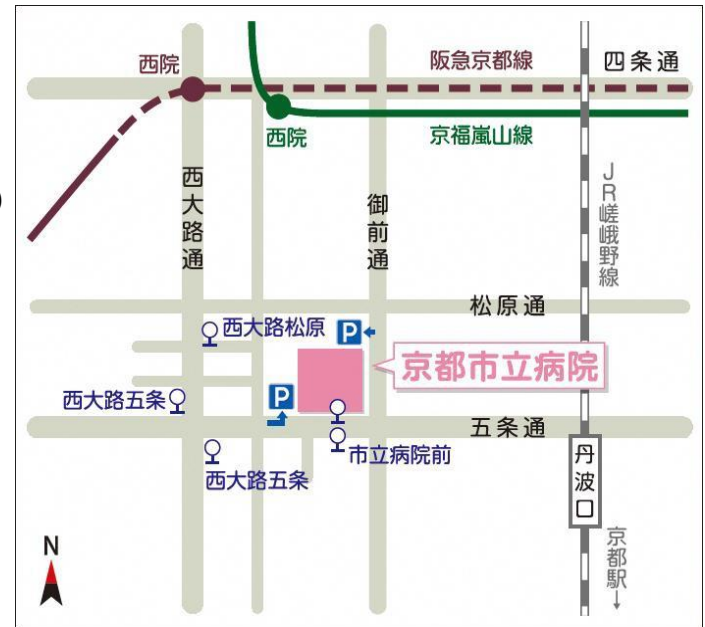 西院
阪急京都線
四条通
西院
京福嵐山線
西大路通
御前通
JR嵯峨野線
松原通
西大路松原
P
京都市立病院
P
西大路五条
五条通
市立病院前
西大路五条
丹波口
N
京都駅→